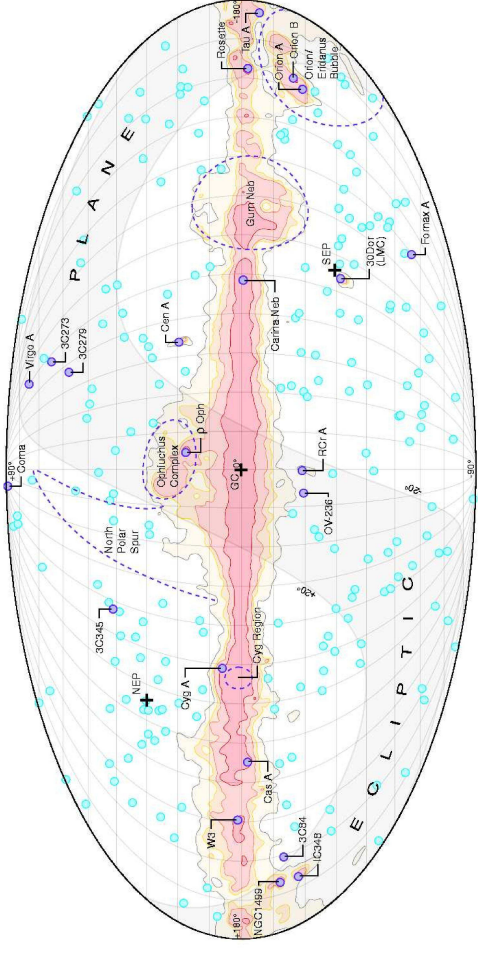 +90°
Coma
Virgo A
3C273
3C279
P L A N E
-180°
Tau A
Rosette
Orion A
Orion B
Orion/
Eridanus
Bubble
Gum Neb
Cen A
Carina Neb
SEP
30Dor
(LMC)
Fornax A
Ophiuchus
Complex
ρ Oph
GC
0°
RCr A
OV-236
-20°
-90°
North
Polar
Spur
+20°
3C345
NEP
Cyg A
Cyg Region
Cas A
W3
3C84
IC348
NGC1499
+180°
E C L I P T I C